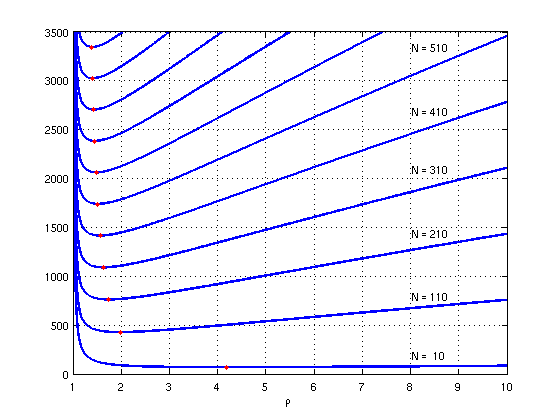 3500
3000
2500
2000
1500
1000
500
0
N = 510
N = 410
N = 310
N = 210
N = 110
N = 10
1 2 3 4 5 6 7 8 9 10
ρ